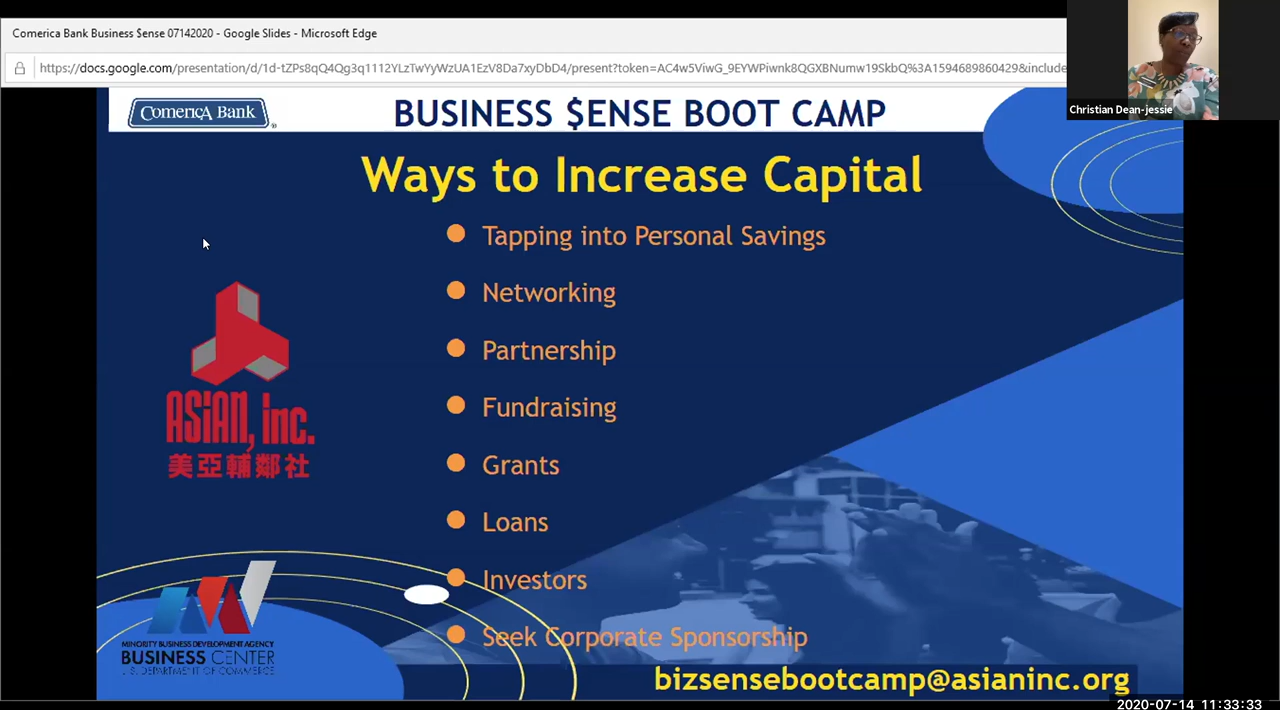 Comerica Bank Business $ense 07142020 - Google Slides - Microsoft Edge
https://docs.google.com/presentation/d/1d-tZPs8qQ4Qg3q1112YLzTwYyWzUA1EzV8Da7xyDbD4/present?token=AC4w5ViwG_9EYWPiwnk8QGXBNumw19SkbQ%3A1594689860429&include
Christian Dean-jessie
Comerica Bank
BUSINESS $ENSE BOOT CAMP
Ways to Increase Capital
Tapping into Personal Savings
Networking
Partnership
Fundraising
Grants
Loans
Investors
Seek Corporate Sponsorship
ASIAN, inc.
美亞輔鄰社
MINORITY BUSINESS DEVELOPMENT AGENCY
BUSINESS CENTER
U.S. DEPARTMENT OF COMMERCE
bizsensebootcamp@asianinc.org
2020-07-14 11:33:33